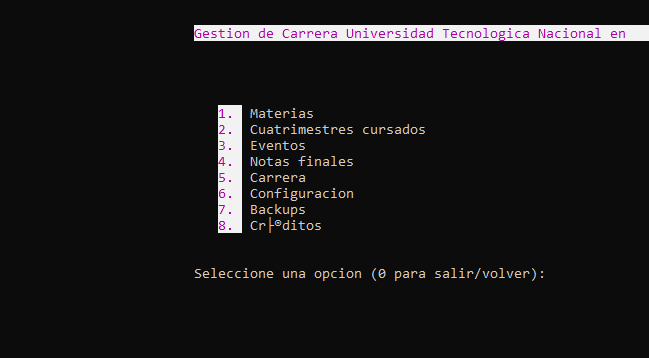 Gestion de Carrera Universidad Tecnologica Nacional en
1. Materias
2. Cuatrimestres cursados
3. Eventos
4. Notas finales
5. Carrera
6. Configuracion
7. Backups
8. Cr├®ditos
Seleccione una opcion (0 para salir/volver):